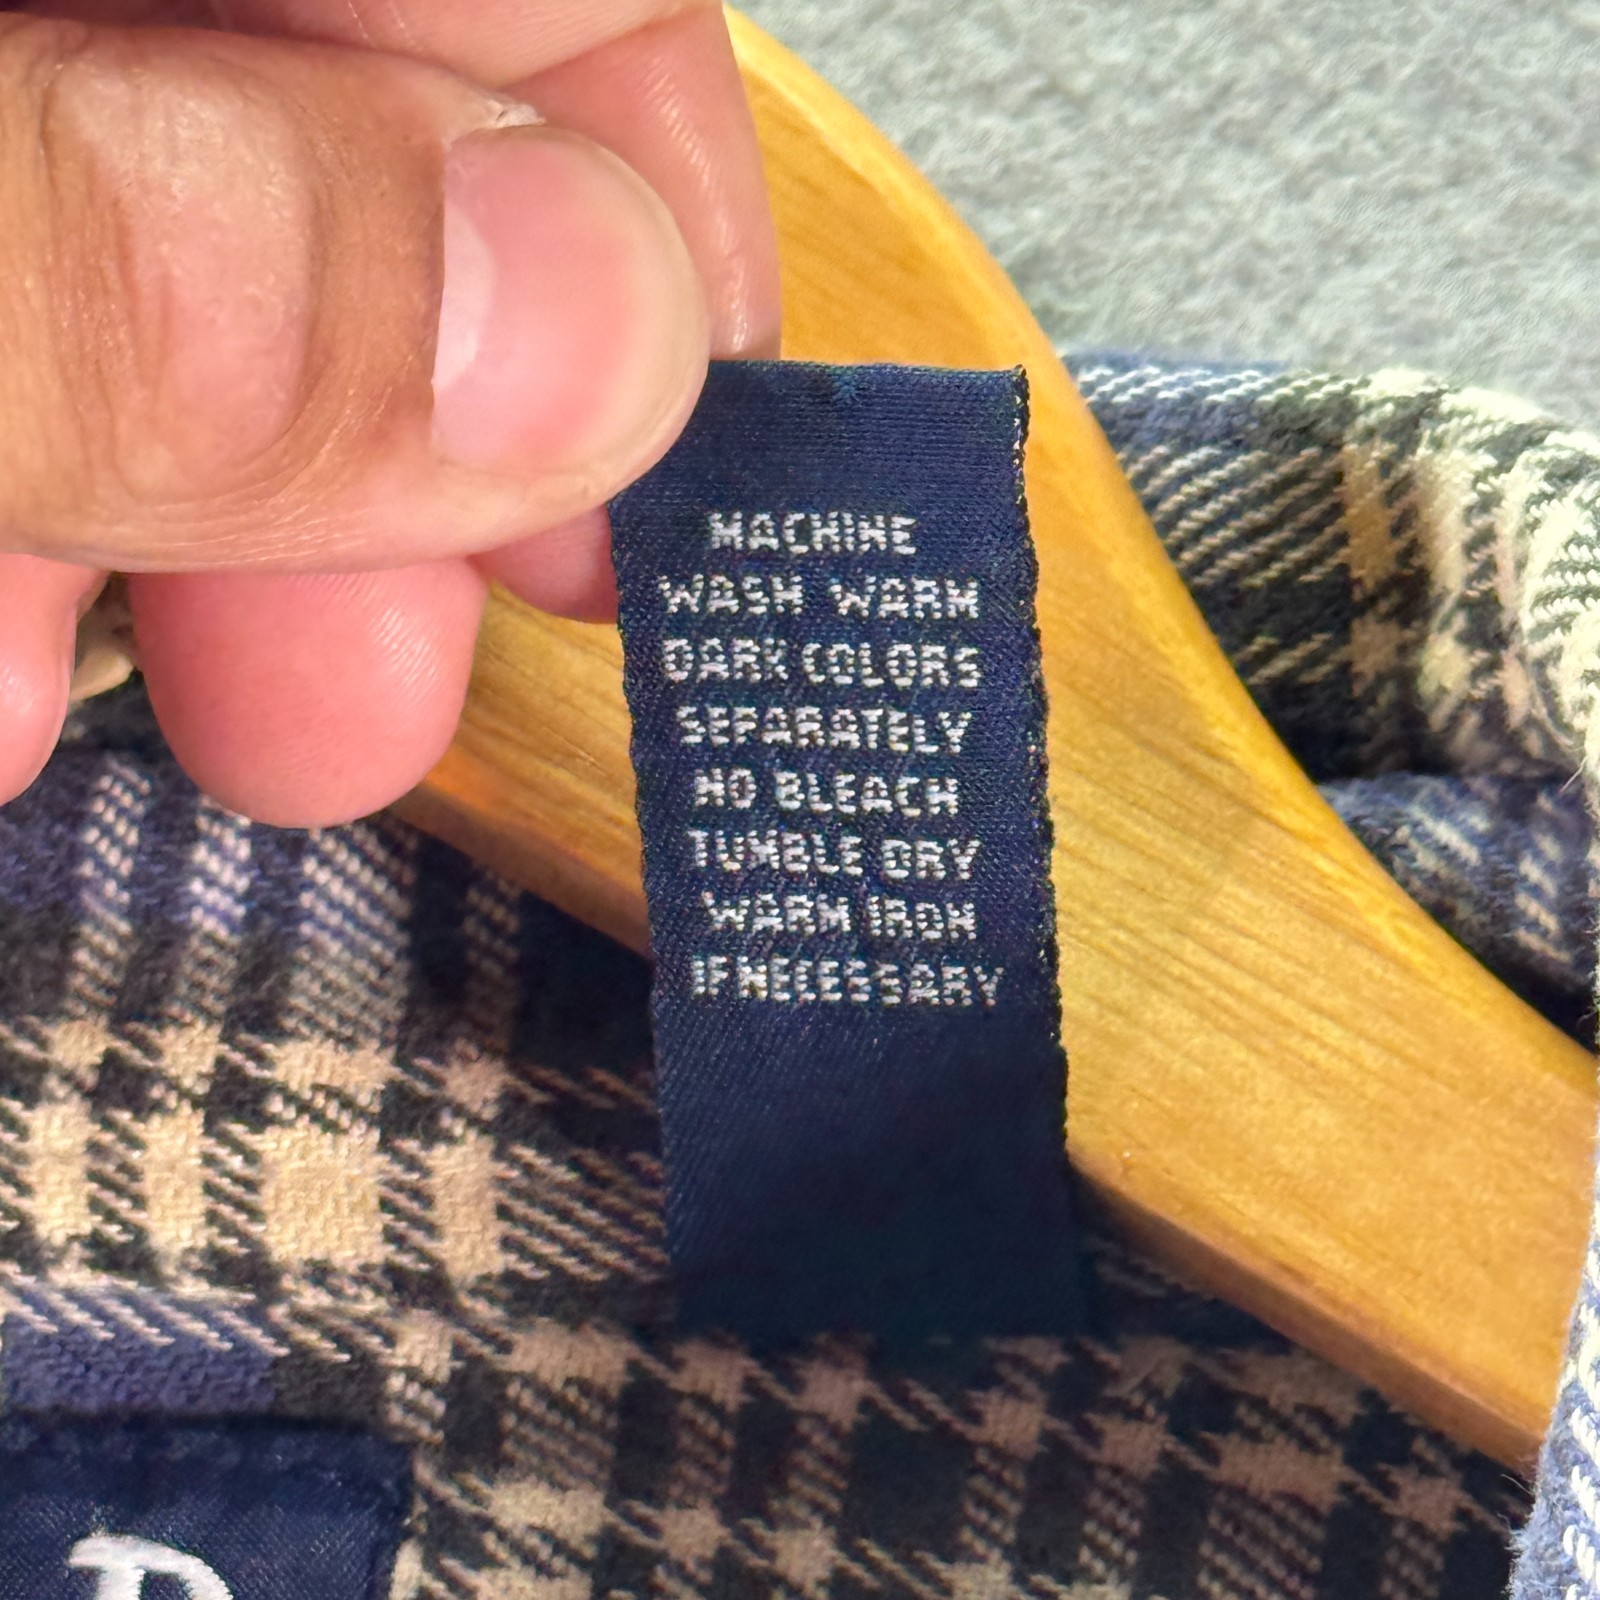 MACHINE
WASH WARM
DARK COLORS
SEPARATELY
NO BLEACH
TUMBLE DRY
WARM IRON
IF NECESSARY